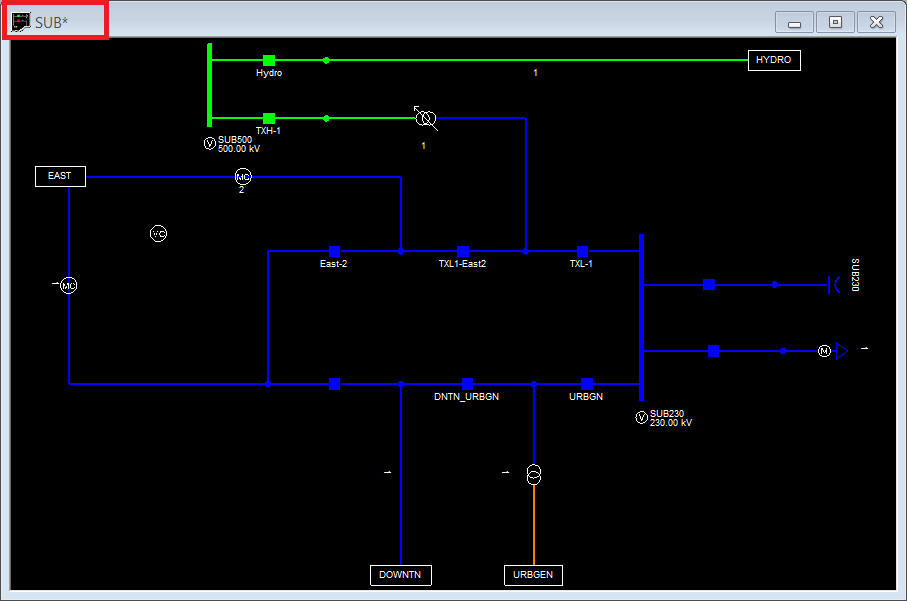 SUB*
HYDRO
Hydro
1
TXH-1
SUB500
500.00 kV
1
EAST
MC
2
V
VC
East-2
TXL1-East2
TXL-1
MC
1
SUB230
M
1
DNTN_URBGN
URBGN
V
SUB230
230.00 kV
1
1
DOWNTN
URBGEN